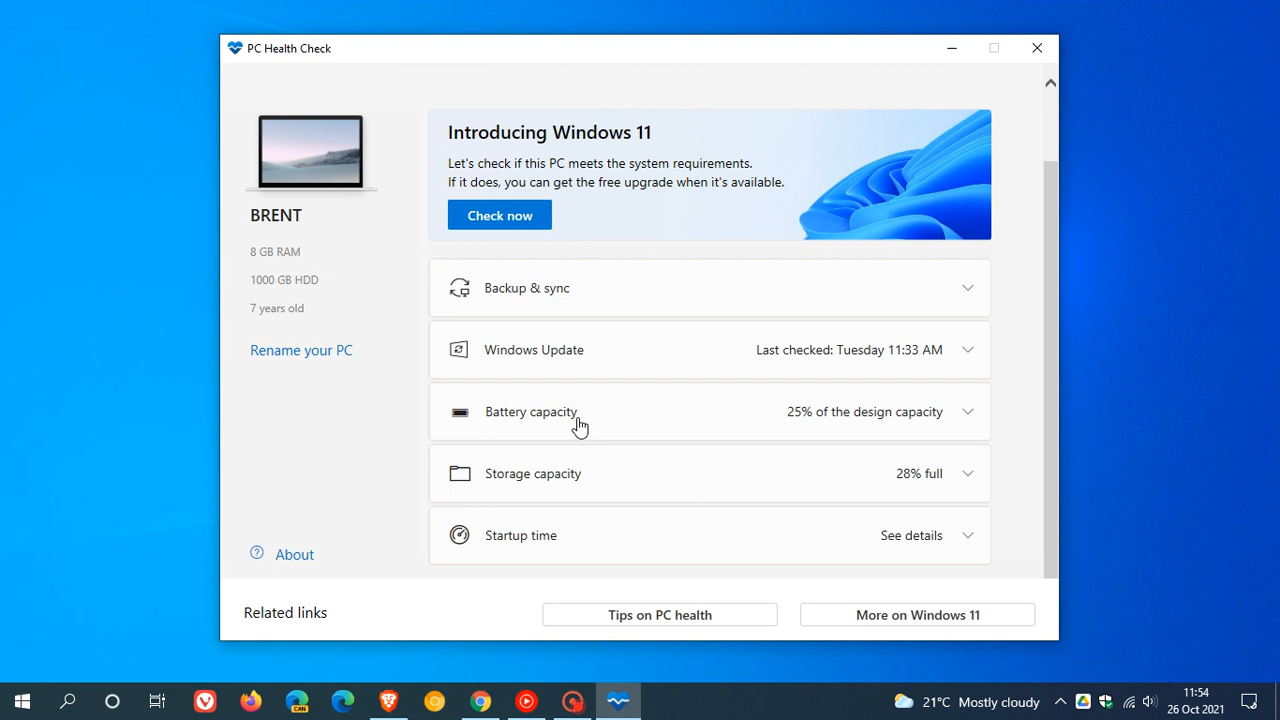 PC Health Check
BRENT
8 GB RAM
1000 GB HDD
7 years old
Rename your PC
About
Introducing Windows 11
Let's check if this PC meets the system requirements.
If it does, you can get the free upgrade when it's available.
Check now
Backup & sync
Windows Update Last checked: Tuesday 11:33 AM
Battery capacity 25% of the design capacity
Storage capacity 28% full
Startup time See details
Related links Tips on PC health More on Windows 11
CAN
21°C Mostly cloudy
11:54
26 Oct 2021